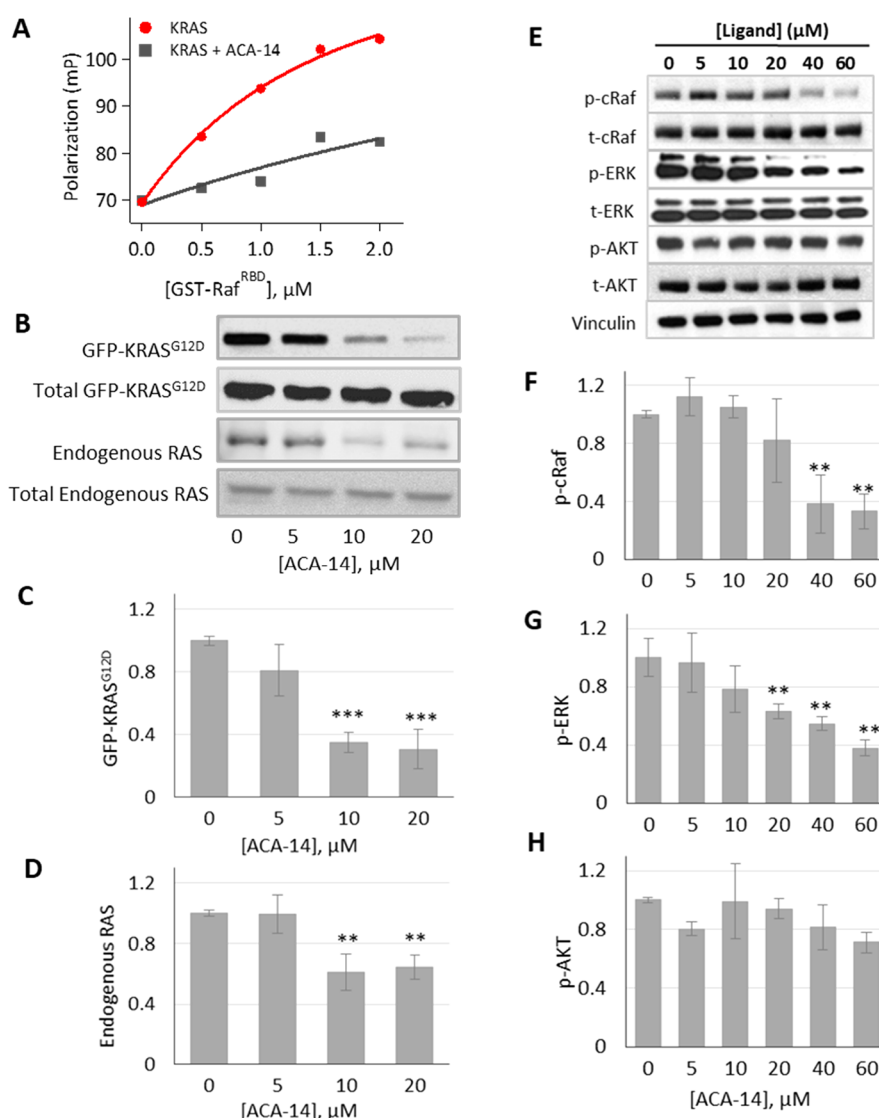 A
KRAS
KRAS + ACA-14
Polarization (mP)
100
90
80
70
0.0 0.5 1.0 1.5 2.0
[GST-Raf^RBD], µM
B
GFP-KRAS^G12D
Total GFP-KRAS^G12D
Endogenous RAS
Total Endogenous RAS
0 5 10 20
[ACA-14], µM
C
GFP-KRAS^G12D
1.2
0.8
0.4
0
*** ***
0 5 10 20
[ACA-14], µM
D
Endogenous RAS
1.2
0.9
0.6
0.3
0
** **
0 5 10 20
[ACA-14], µM
E
[Ligand] (µM)
0 5 10 20 40 60
p-cRaf
t-cRaf
p-ERK
t-ERK
p-AKT
t-AKT
Vinculin
F
p-cRaf
1.2
0.8
0.4
0
** **
0 5 10 20 40 60
G
p-ERK
1.2
0.8
0.4
0
** ** **
0 5 10 20 40 60
H
p-AKT
1.2
0.8
0.4
0
0 5 10 20 40 60
[ACA-14], µM